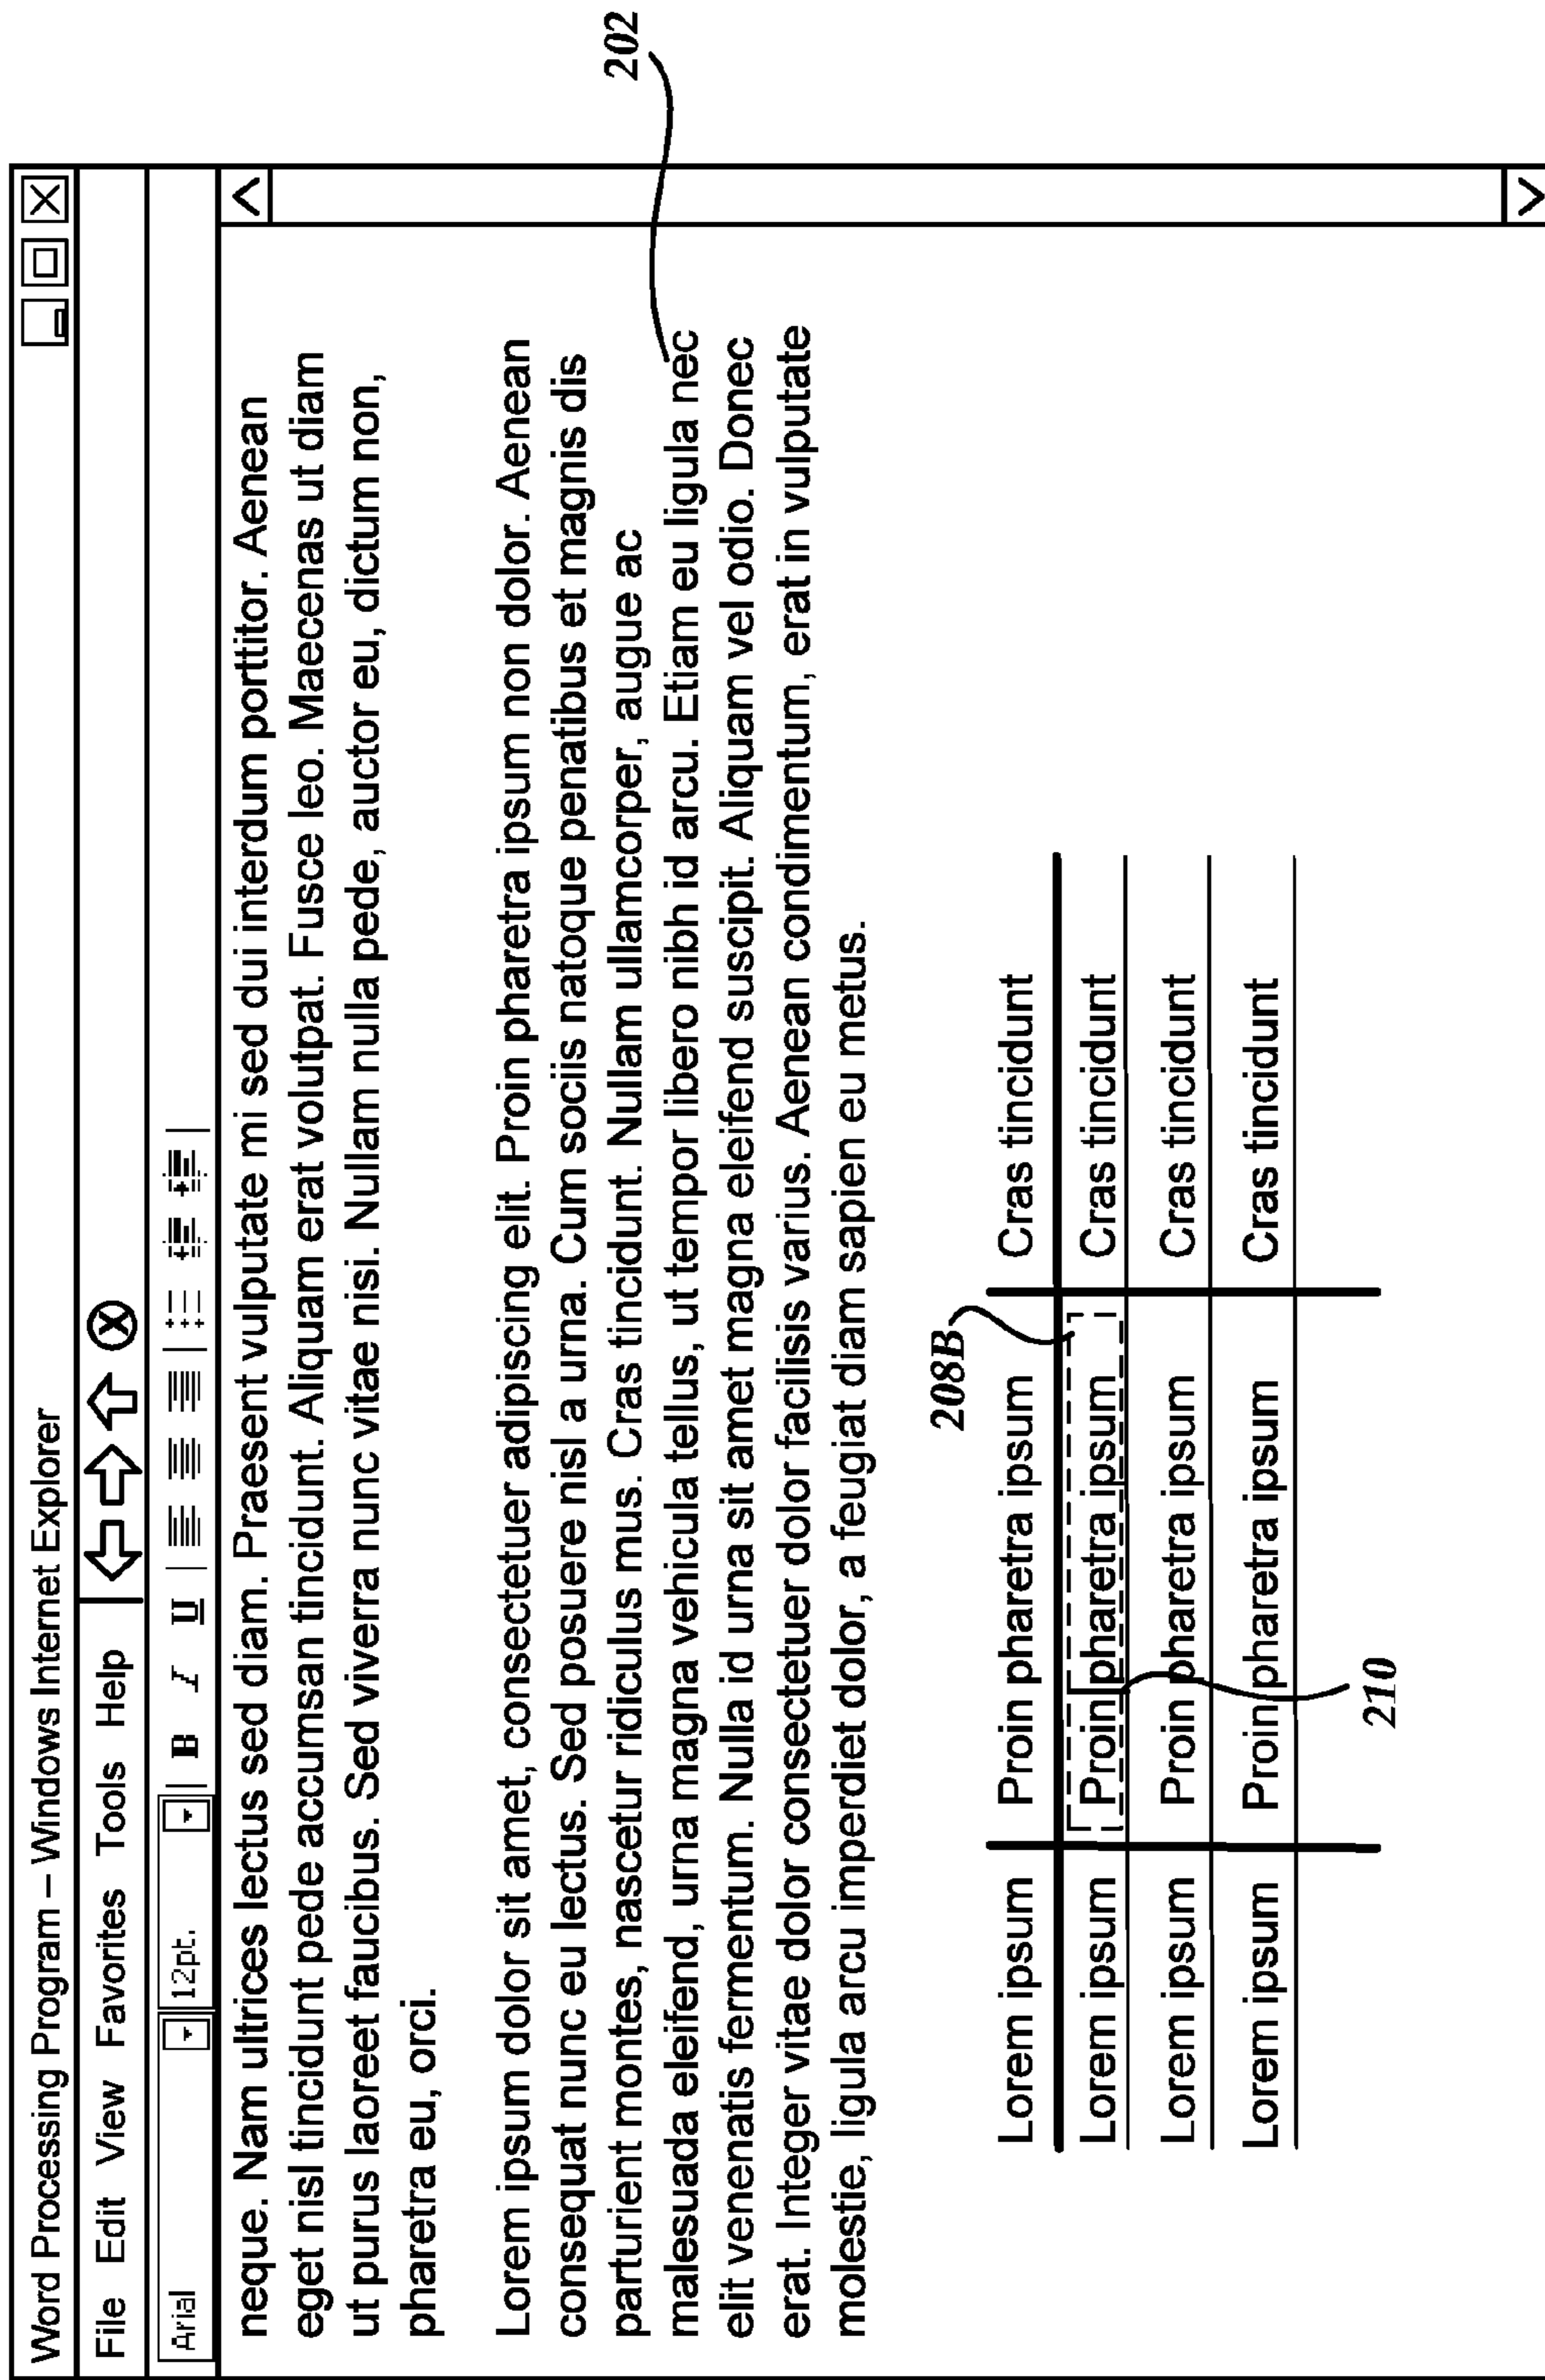 Word Processing Program – Windows Internet Explorer
File Edit View Favorites Tools Help
Arial 12pt. B I U
neque. Nam ultrices lectus sed diam. Praesent vulputate mi sed dui interdum porttitor. Aenean
eget nisl tincidunt pede accumsan tincidunt. Aliquam erat volutpat. Fusce leo. Maecenas ut diam
ut purus laoreet faucibus. Sed viverra nunc vitae nisi. Nullam nulla pede, auctor eu, dictum non,
pharetra eu, orci.
Lorem ipsum dolor sit amet, consectetuer adipiscing elit. Proin pharetra ipsum non dolor. Aenean
consequat nunc eu lectus. Sed posuere nisl a urna. Cum sociis natoque penatibus et magnis dis
parturient montes, nascetur ridiculus mus. Cras tincidunt. Nullam ullamcorper, augue ac
malesuada eleifend, urna magna vehicula tellus, ut tempor libero nibh id arcu. Etiam eu ligula nec
elit venenatis fermentum. Nulla id urna sit amet magna eleifend suscipit. Aliquam vel odio. Donec
erat. Integer vitae dolor consectetuer dolor facilisis varius. Aenean condimentum, erat in vulputate
molestie, ligula arcu imperdiet dolor, a feugiat diam sapien eu metus.
202
208B
Lorem ipsum Proin pharetra ipsum Cras tincidunt
Lorem ipsum Proin pharetra ipsum Cras tincidunt
Lorem ipsum Proin pharetra ipsum Cras tincidunt
Lorem ipsum Proin pharetra ipsum Cras tincidunt
210